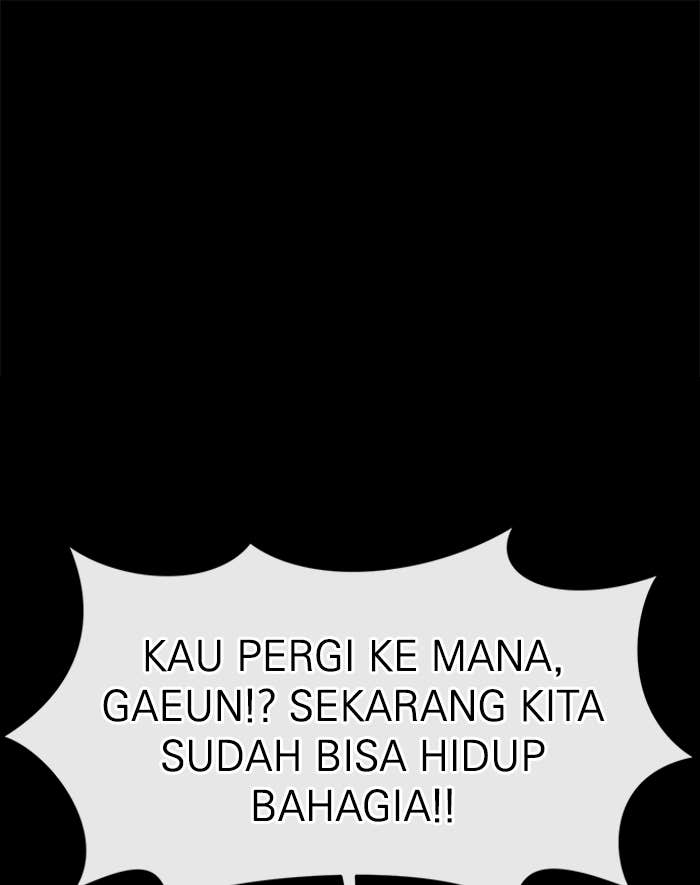 KAU PERGI KE MANA,
GAEUN!? SEKARANG KITA
SUDAH BISA HIDUP
BAHAGIA!!